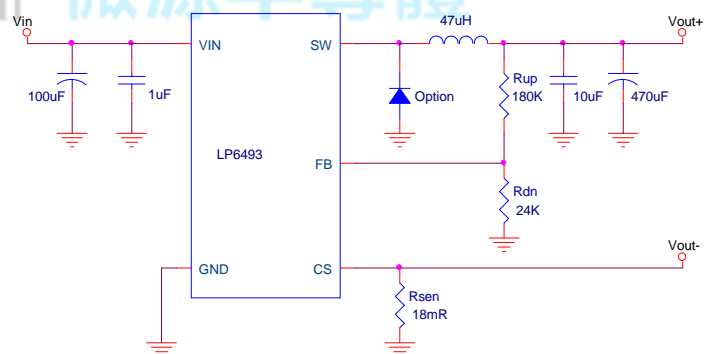 Vin
47uH
Vout+
VIN
SW
100uF
1uF
Option
Rup
180K
10uF
470uF
LP6493
FB
Rdn
24K
Vout-
GND
CS
Rsen
18mR